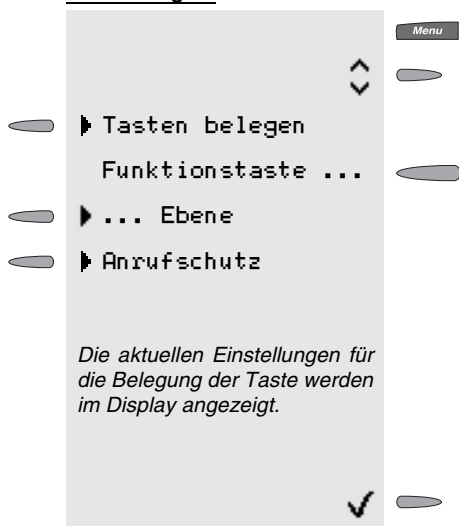 Menu
Tasten belegen
Funktionstaste ...
... Ebene
Anrufschutz
Die aktuellen Einstellungen für
die Belegung der Taste werden
im Display angezeigt.